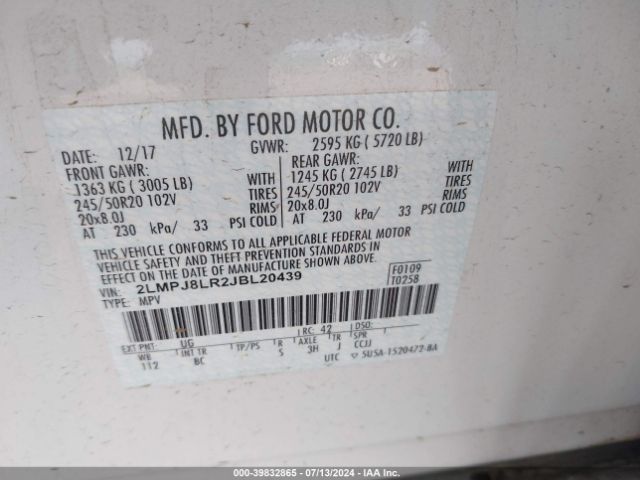 MFD. BY FORD MOTOR CO.
DATE: 12/17 GVWR: 2595 KG ( 5720 LB)
FRONT GAWR: REAR GAWR:
1363 KG ( 3005 LB) WITH 1245 KG ( 2745 LB) WITH
245/50R20 102V TIRES 245/50R20 102V TIRES
20x8.0J RIMS 20x8.0J RIMS
AT 230 kPa/ 33 PSI COLD AT 230 kPa/ 33 PSI COLD
THIS VEHICLE CONFORMS TO ALL APPLICABLE FEDERAL MOTOR
VEHICLE SAFETY AND THEFT PREVENTION STANDARDS IN
EFFECT ON THE DATE OF MANUFACTURE SHOWN ABOVE.
VIN: 2LMPJ8LR2JBL20439 F0109
TYPE: MPV T0258
EXT PNT: UG RC: 42 DSO:
WB INT TR TP/PS R AXLE TR SPR
112 BC S 3H J CCJJ
UTC 5U5A-1520472-BA
000-39832865 07/13/2024 IAA Inc.